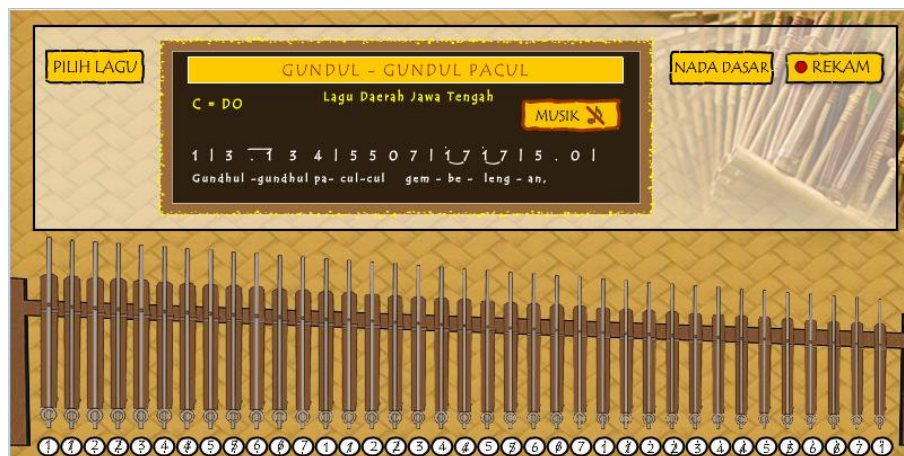 PILIH LAGU
GUNDUL - GUNDUL PACUL
NADA DASAR
REKAM
C = DO
Lagu Daerah Jawa Tengah
MUSIK
1 | 3 . 1 3 4 | 5 5 0 7 | 1 7 1 7 | 5 . 0 |
Gundhul -gundhul pa- cul-cul gem - be - leng - an,